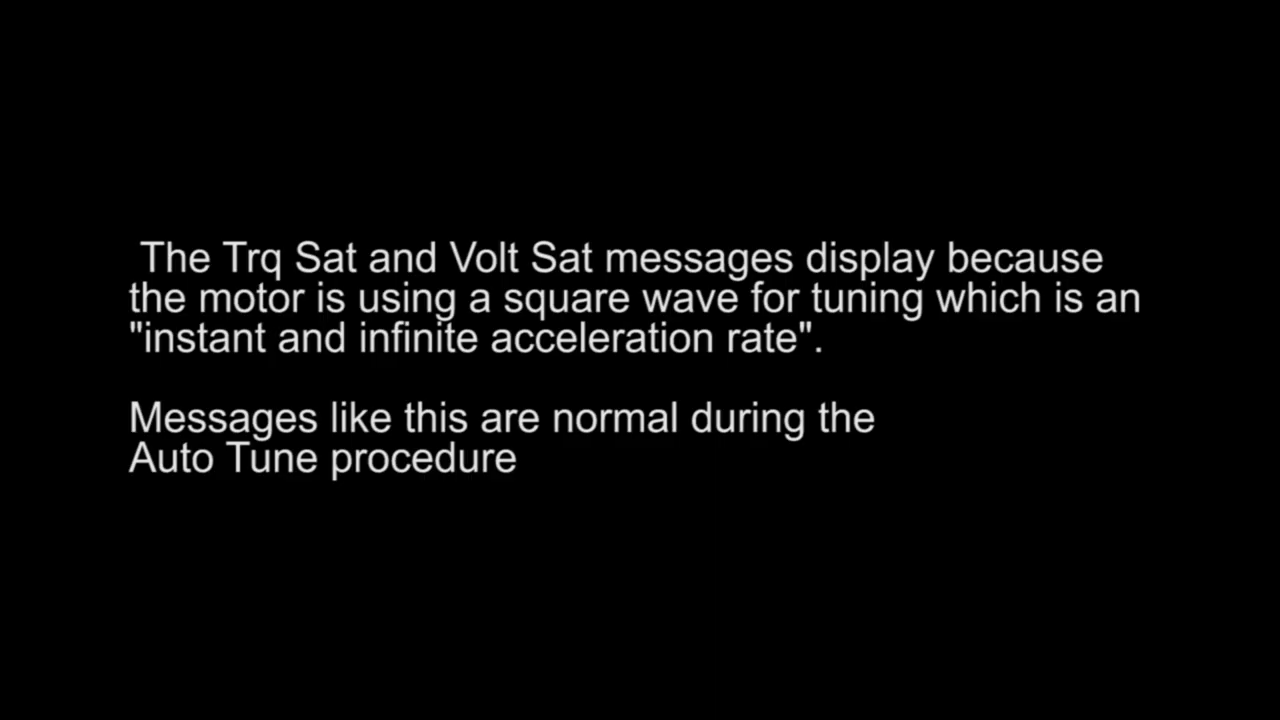 The Trq Sat and Volt Sat messages display because
the motor is using a square wave for tuning which is an
"instant and infinite acceleration rate".
Messages like this are normal during the
Auto Tune procedure